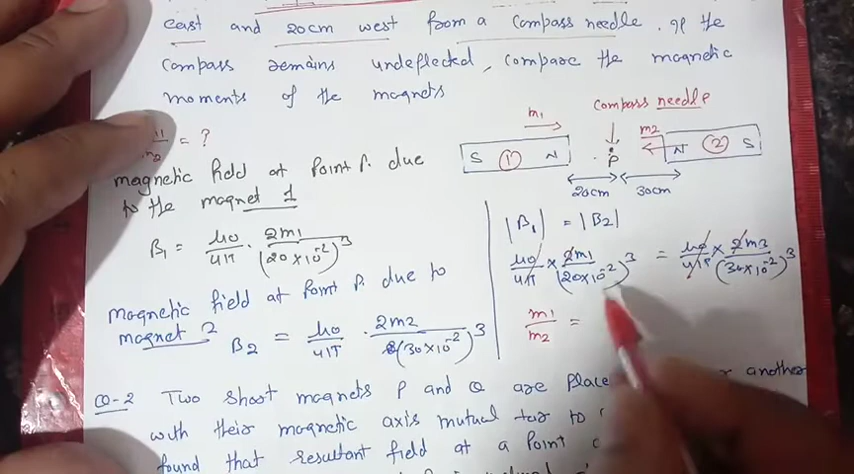 east and 20cm west from a compass needle. If the
compass remains undeflected, compare the magnetic
moments of the magnets
= ?
magnetic field at Point P. due
to the magnet 1
B₁ = μ₀/4π · 2m₁/(20×10⁻²)³
magnetic field at Point P. due to
magnet 2
B₂ = μ₀/4π · 2m₂/(30×10⁻²)³
compass needle
m₁
m₂
S ① N
. P
N ② S
20cm
30cm
|B₁| = |B₂|
μ₀/4π × 2m₁/(20×10⁻²)³ = μ₀/4π × 2m₂/(30×10⁻²)³
m₁/m₂ =
Q-2 Two short magnets P and Q are Place another
with their magnetic axis mutual to
found that resultant field at a Point